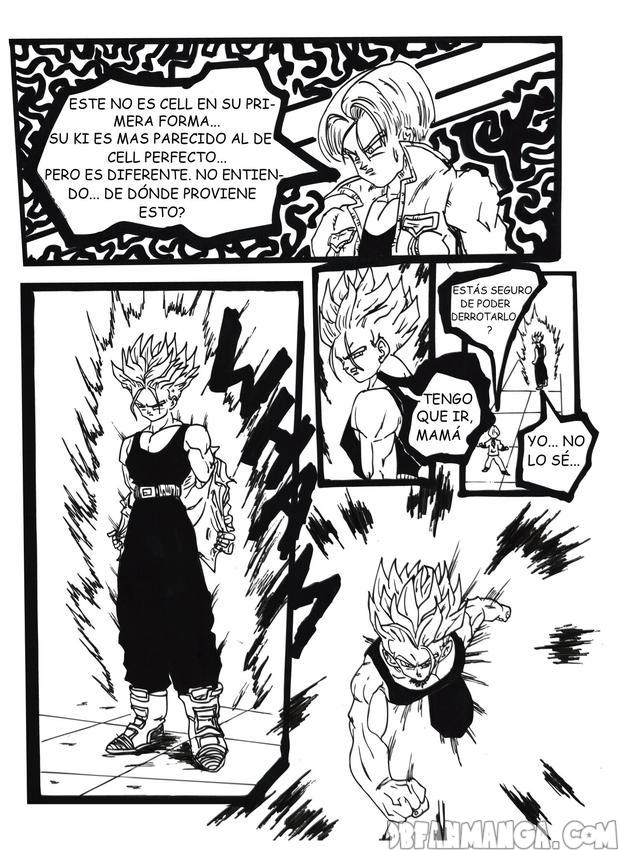 ESTE NO ES CELL EN SU PRI-
MERA FORMA...
SU KI ES MAS PARECIDO AL DE
CELL PERFECTO...
PERO ES DIFERENTE. NO ENTIEN-
DO... DE DÓNDE PROVIENE
ESTO?
ESTÁS SEGURO
DE PODER
DERROTARLO
?
TENGO
QUE IR,
MAMÁ
YO... NO
LO SÉ...
DBFANMANGA.COM